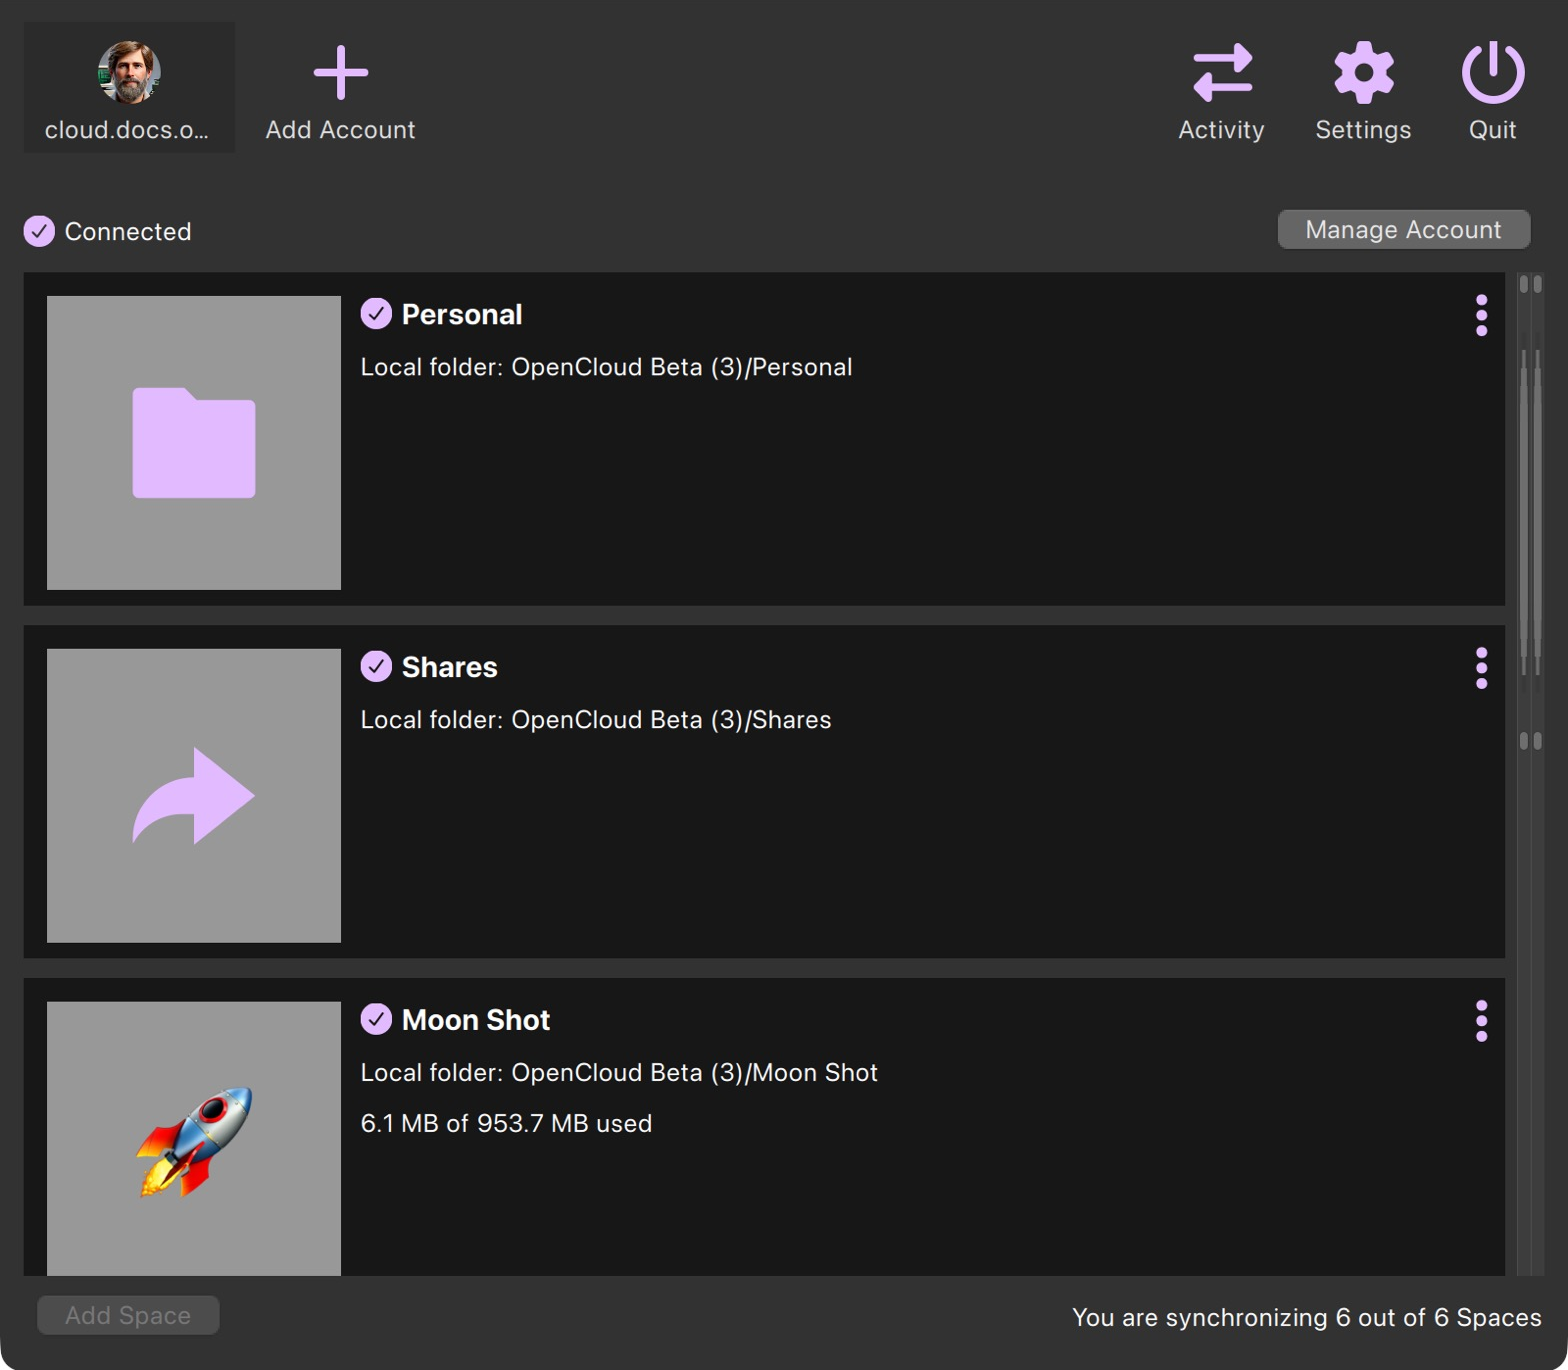 cloud.docs.o...
Add Account
Activity
Settings
Quit
Connected
Manage Account
Personal
Local folder: OpenCloud Beta (3)/Personal
Shares
Local folder: OpenCloud Beta (3)/Shares
Moon Shot
Local folder: OpenCloud Beta (3)/Moon Shot
6.1 MB of 953.7 MB used
Add Space
You are synchronizing 6 out of 6 Spaces